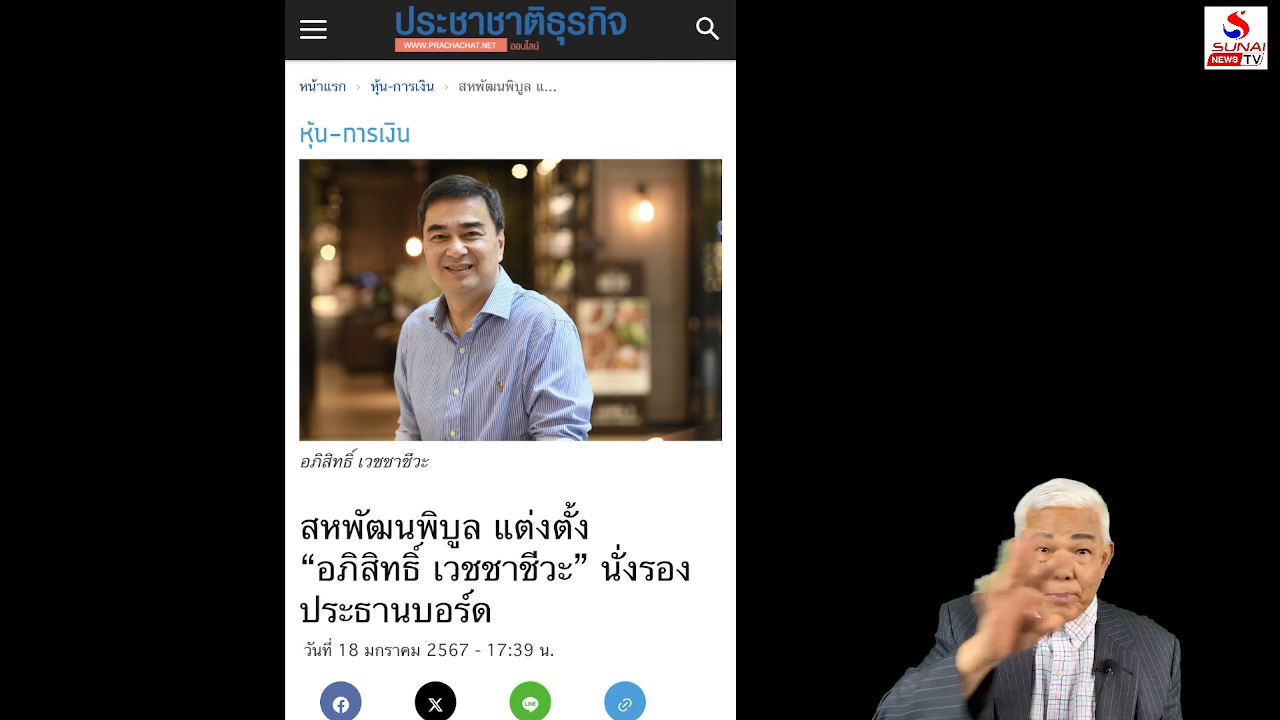 ประชาชาติธุรกิจ
WWW.PRACHACHAT.NET ออนไลน์
SUNAI
NEWS TV
หน้าแรก › หุ้น-การเงิน › สหพัฒนพิบูล แ...
หุ้น-การเงิน
อภิสิทธิ์ เวชชาชีวะ
สหพัฒนพิบูล แต่งตั้ง
“อภิสิทธิ์ เวชชาชีวะ” นั่งรอง
ประธานบอร์ด
วันที่ 18 มกราคม 2567 - 17:39 น.
LINE